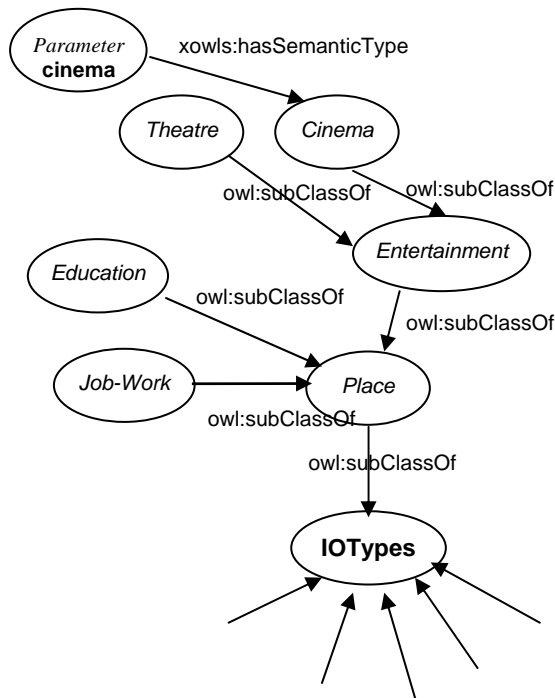 Parameter
cinema
xowls:hasSemanticType
Theatre
Cinema
owl:subClassOf
owl:subClassOf
Entertainment
Education
owl:subClassOf
owl:subClassOf
Job-Work
Place
owl:subClassOf
owl:subClassOf
IOTypes